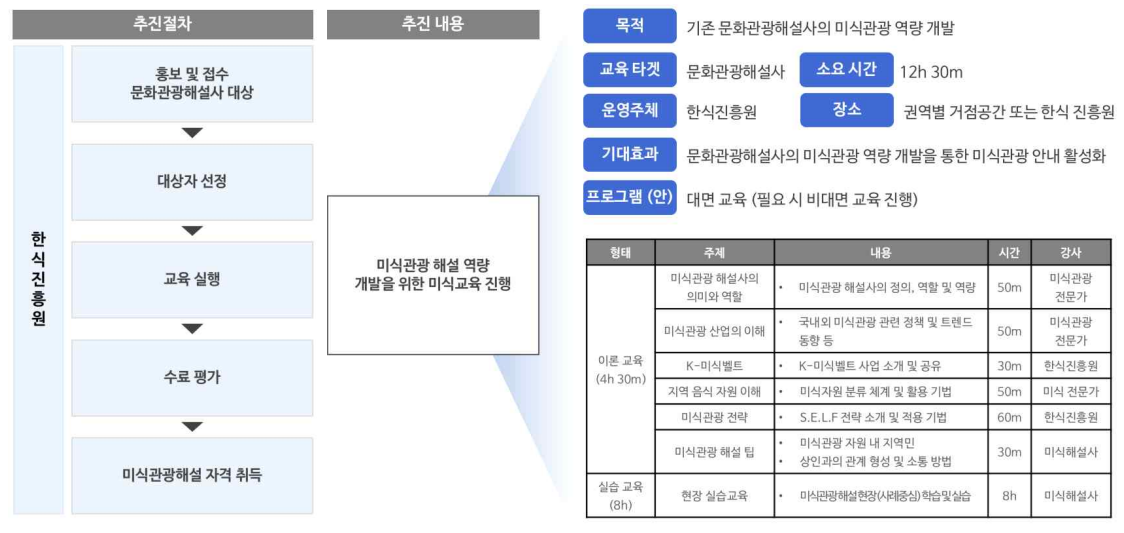 추진절차
추진 내용
한식진흥원
홍보 및 접수
문화관광해설사 대상
대상자 선정
교육 실행
수료 평가
미식관광해설 자격 취득
미식관광 해설 역량
개발을 위한 미식교육 진행
목적 기존 문화관광해설사의 미식관광 역량 개발
교육 타겟 문화관광해설사 소요 시간 12h 30m
운영주체 한식진흥원 장소 권역별 거점공간 또는 한식 진흥원
기대효과 문화관광해설사의 미식관광 역량 개발을 통한 미식관광 안내 활성화
프로그램 (안) 대면 교육 (필요 시 비대면 교육 진행)
형태 주제 내용 시간 강사
이론 교육
(4h 30m)
미식관광 해설사의
의미와 역할
• 미식관광 해설사의 정의, 역할 및 역량
50m
미식관광
전문가
미식관광 산업의 이해
• 국내외 미식관광 관련 정책 및 트렌드
동향 등
50m
미식관광
전문가
K-미식벨트 • K-미식벨트 사업 소개 및 공유 30m 한식진흥원
지역 음식 자원 이해 • 미식자원 분류 체계 및 활용 기법 50m 미식 전문가
미식관광 전략 • S.E.L.F 전략 소개 및 적용 기법 60m 한식진흥원
미식관광 해설 팁
• 미식관광 자원 내 지역민
• 상인과의 관계 형성 및 소통 방법
30m 미식해설사
실습 교육
(8h)
현장 실습교육 • 미식관광해설현장(사례중심)학습및실습 8h 미식해설사